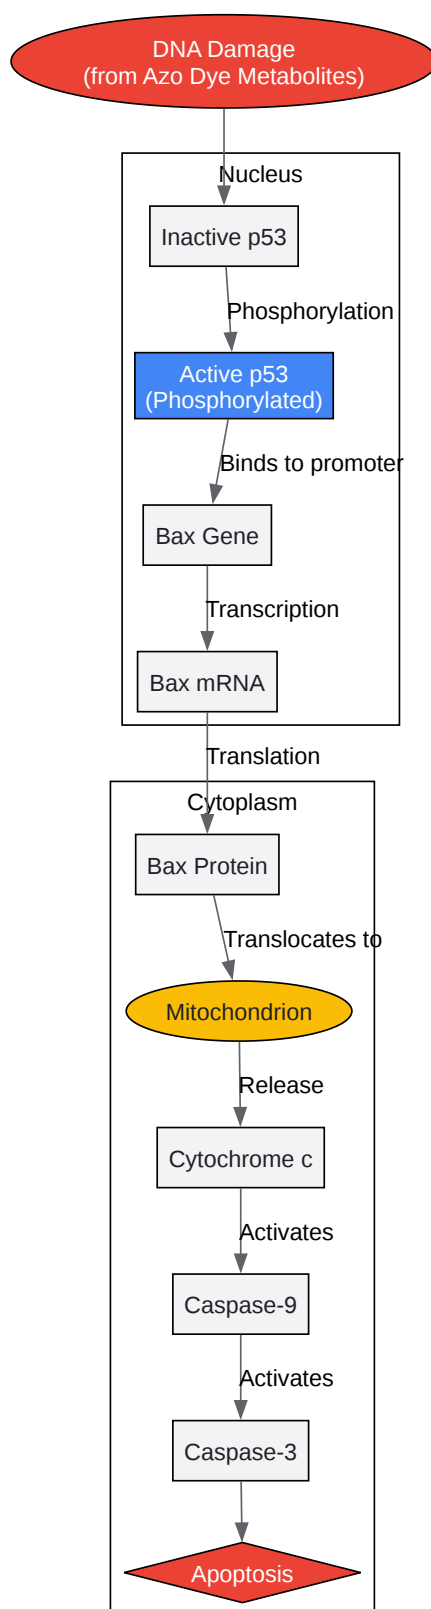 DNA Damage
(from Azo Dye Metabolites)
Nucleus
Inactive p53
Phosphorylation
Active p53
(Phosphorylated)
Binds to promoter
Bax Gene
Transcription
Bax mRNA
Translation
Cytoplasm
Bax Protein
Translocates to
Mitochondrion
Release
Cytochrome c
Activates
Caspase-9
Activates
Caspase-3
Apoptosis